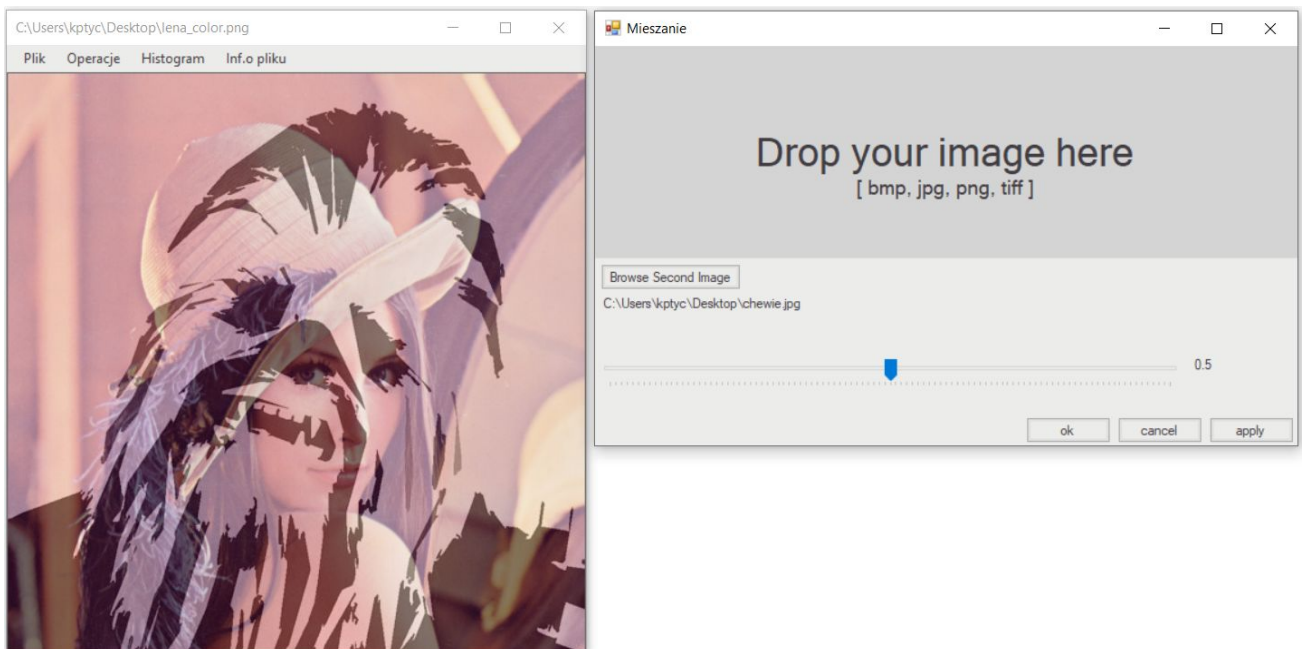 C:\Users\kptyc\Desktop\lena_color.png
Plik Operacje Histogram Inf.o pliku
Mieszanie
Drop your image here
[ bmp, jpg, png, tiff ]
Browse Second Image
C:\Users\kptyc\Desktop\chewie.jpg
0.5
ok cancel apply